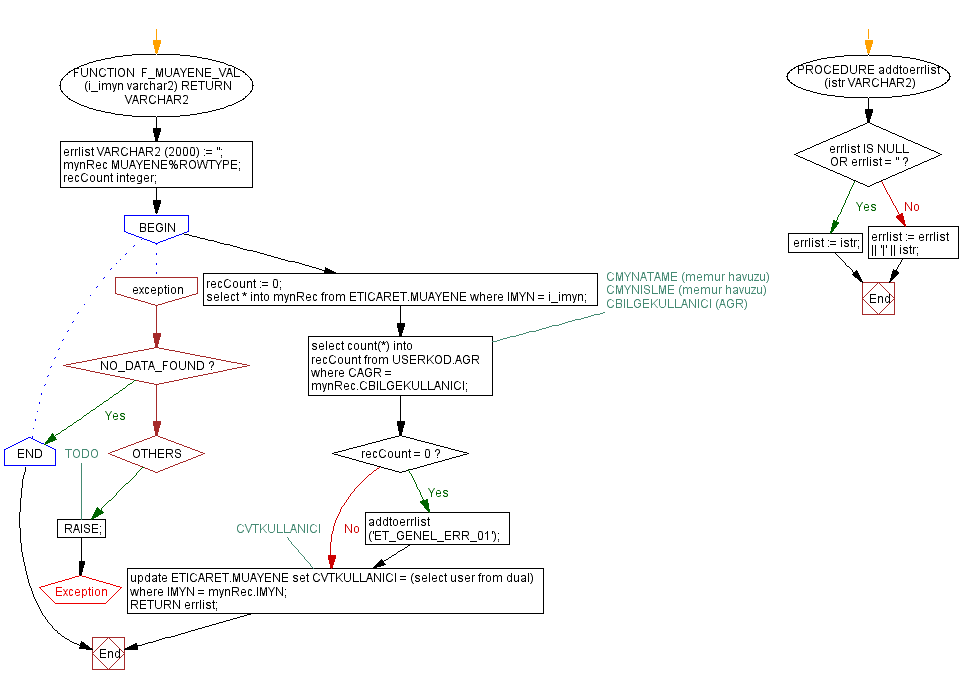 FUNCTION F_MUAYENE_VAL
(i_imyn varchar2) RETURN
VARCHAR2
errlist VARCHAR2 (2000) := '';
mynRec MUAYENE%ROWTYPE;
recCount integer;
BEGIN
exception
recCount := 0;
select * into mynRec from ETICARET.MUAYENE where IMYN = i_imyn;
CMYNATAME (memur havuzu)
CMYNISLME (memur havuzu)
CBILGEKULLANICI (AGR)
select count(*) into
recCount from USERKOD.AGR
where CAGR =
mynRec.CBILGEKULLANICI;
NO_DATA_FOUND ?
Yes
END
TODO
OTHERS
recCount = 0 ?
Yes
No
RAISE;
CVTKULLANICI
addtoerrlist
('ET_GENEL_ERR_01');
Exception
update ETICARET.MUAYENE set CVTKULLANICI = (select user from dual)
where IMYN = mynRec.IMYN;
RETURN errlist;
End
PROCEDURE addtoerrlist
(istr VARCHAR2)
errlist IS NULL
OR errlist = '' ?
Yes
No
errlist := istr;
errlist := errlist
|| '|' || istr;
End